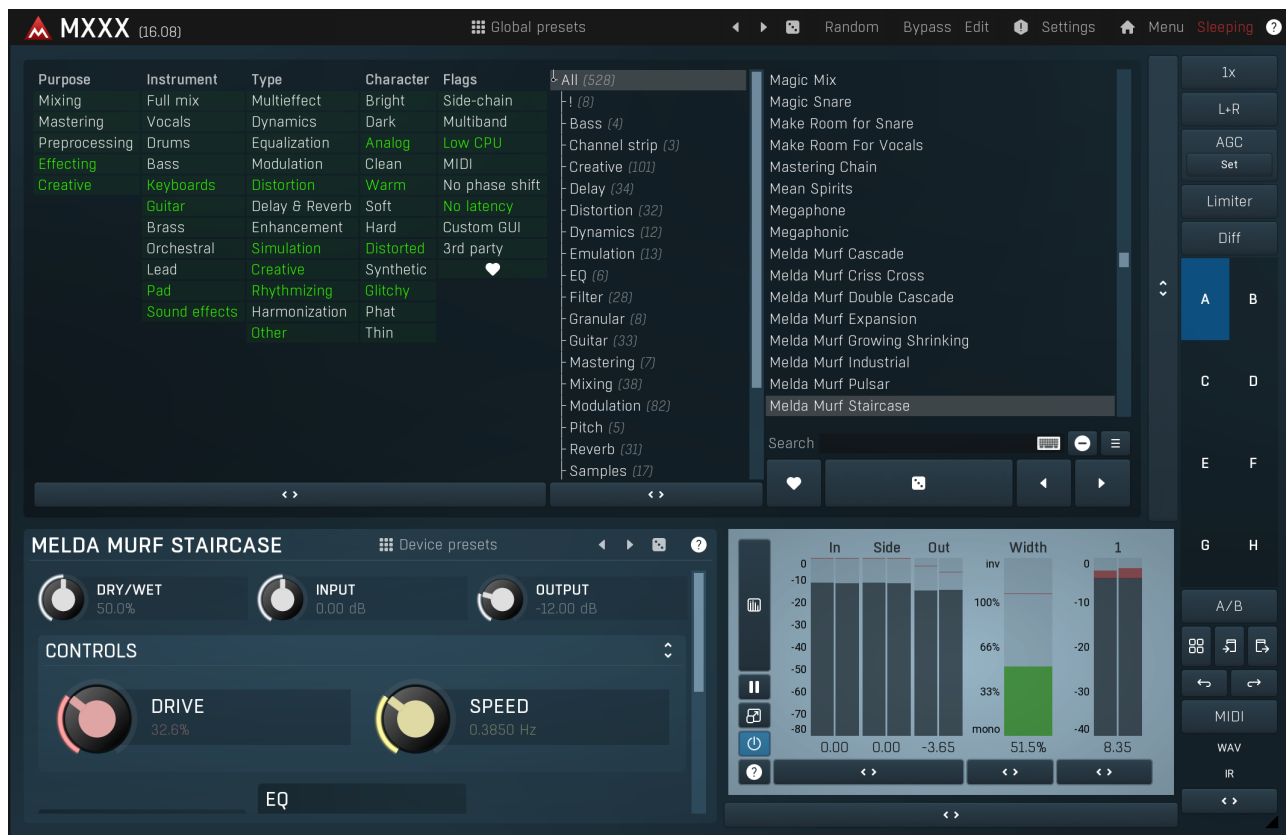 MXXX (16.08) Global presets Random Bypass Edit Settings Menu Sleeping ?
Purpose
Mixing
Mastering
Preprocessing
Effecting
Creative
Instrument
Full mix
Vocals
Drums
Bass
Keyboards
Guitar
Brass
Orchestral
Lead
Pad
Sound effects
Type
Multieffect
Dynamics
Equalization
Modulation
Distortion
Delay & Reverb
Enhancement
Simulation
Creative
Rhythmizing
Harmonization
Other
Character
Bright
Dark
Analog
Clean
Warm
Soft
Hard
Distorted
Synthetic
Glitchy
Phat
Thin
Flags
Side-chain
Multiband
Low CPU
MIDI
No phase shift
No latency
Custom GUI
3rd party
All (528)
! (8)
Bass (4)
Channel strip (3)
Creative (101)
Delay (34)
Distortion (32)
Dynamics (12)
Emulation (13)
EQ (6)
Filter (28)
Granular (8)
Guitar (33)
Mastering (7)
Mixing (38)
Modulation (82)
Pitch (5)
Reverb (31)
Samples (17)
Magic Mix
Magic Snare
Make Room for Snare
Make Room For Vocals
Mastering Chain
Mean Spirits
Megaphone
Megaphonic
Melda Murf Cascade
Melda Murf Criss Cross
Melda Murf Double Cascade
Melda Murf Expansion
Melda Murf Growing Shrinking
Melda Murf Industrial
Melda Murf Pulsar
Melda Murf Staircase
Search
1x
L+R
AGC
Set
Limiter
Diff
A B
C D
E F
G H
A/B
MIDI
WAV
IR
MELDA MURF STAIRCASE Device presets ?
DRY/WET
50.0%
INPUT
0.00 dB
OUTPUT
-12.00 dB
CONTROLS
DRIVE
32.6%
SPEED
0.3850 Hz
EQ
In Side Out Width 1
0
-10
-20
-30
-40
-50
-60
-70
-80
inv
100%
66%
33%
mono
0
-10
-20
-30
-40
0.00 0.00 -3.65 51.5% 8.35
?